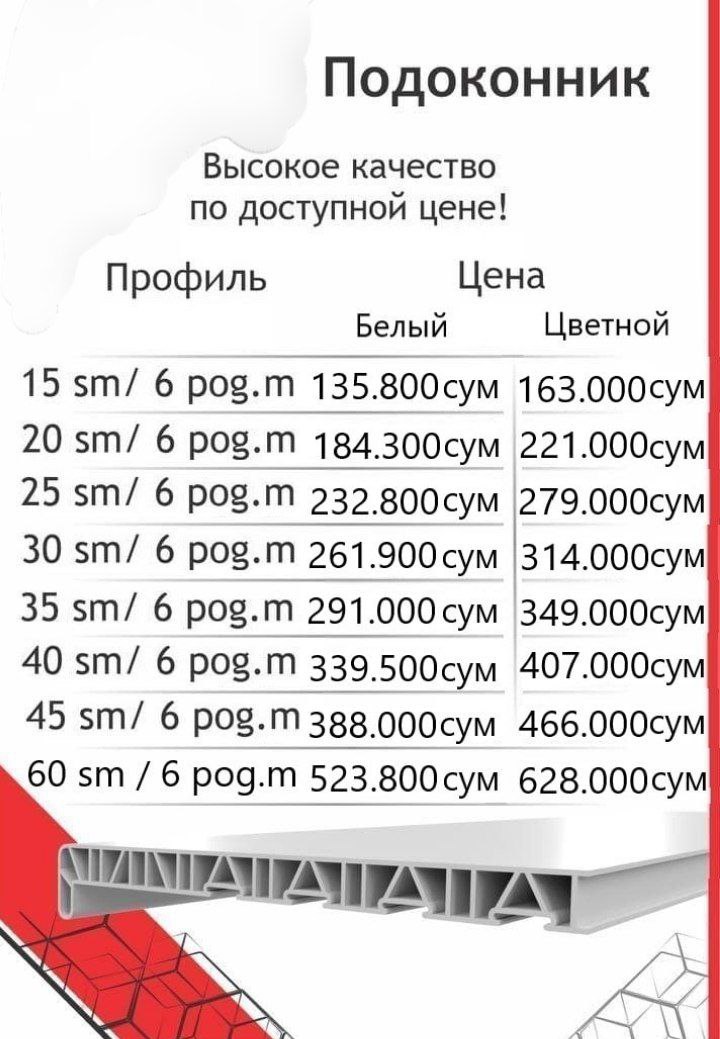 Подоконник
Высокое качество
по доступной цене!
Профиль Цена
Белый Цветной
15 sm/ 6 pog.m 135.800сум 163.000сум
20 sm/ 6 pog.m 184.300сум 221.000сум
25 sm/ 6 pog.m 232.800сум 279.000сум
30 sm/ 6 pog.m 261.900сум 314.000сум
35 sm/ 6 pog.m 291.000сум 349.000сум
40 sm/ 6 pog.m 339.500сум 407.000сум
45 sm/ 6 pog.m 388.000сум 466.000сум
60 sm / 6 pog.m 523.800сум 628.000сум